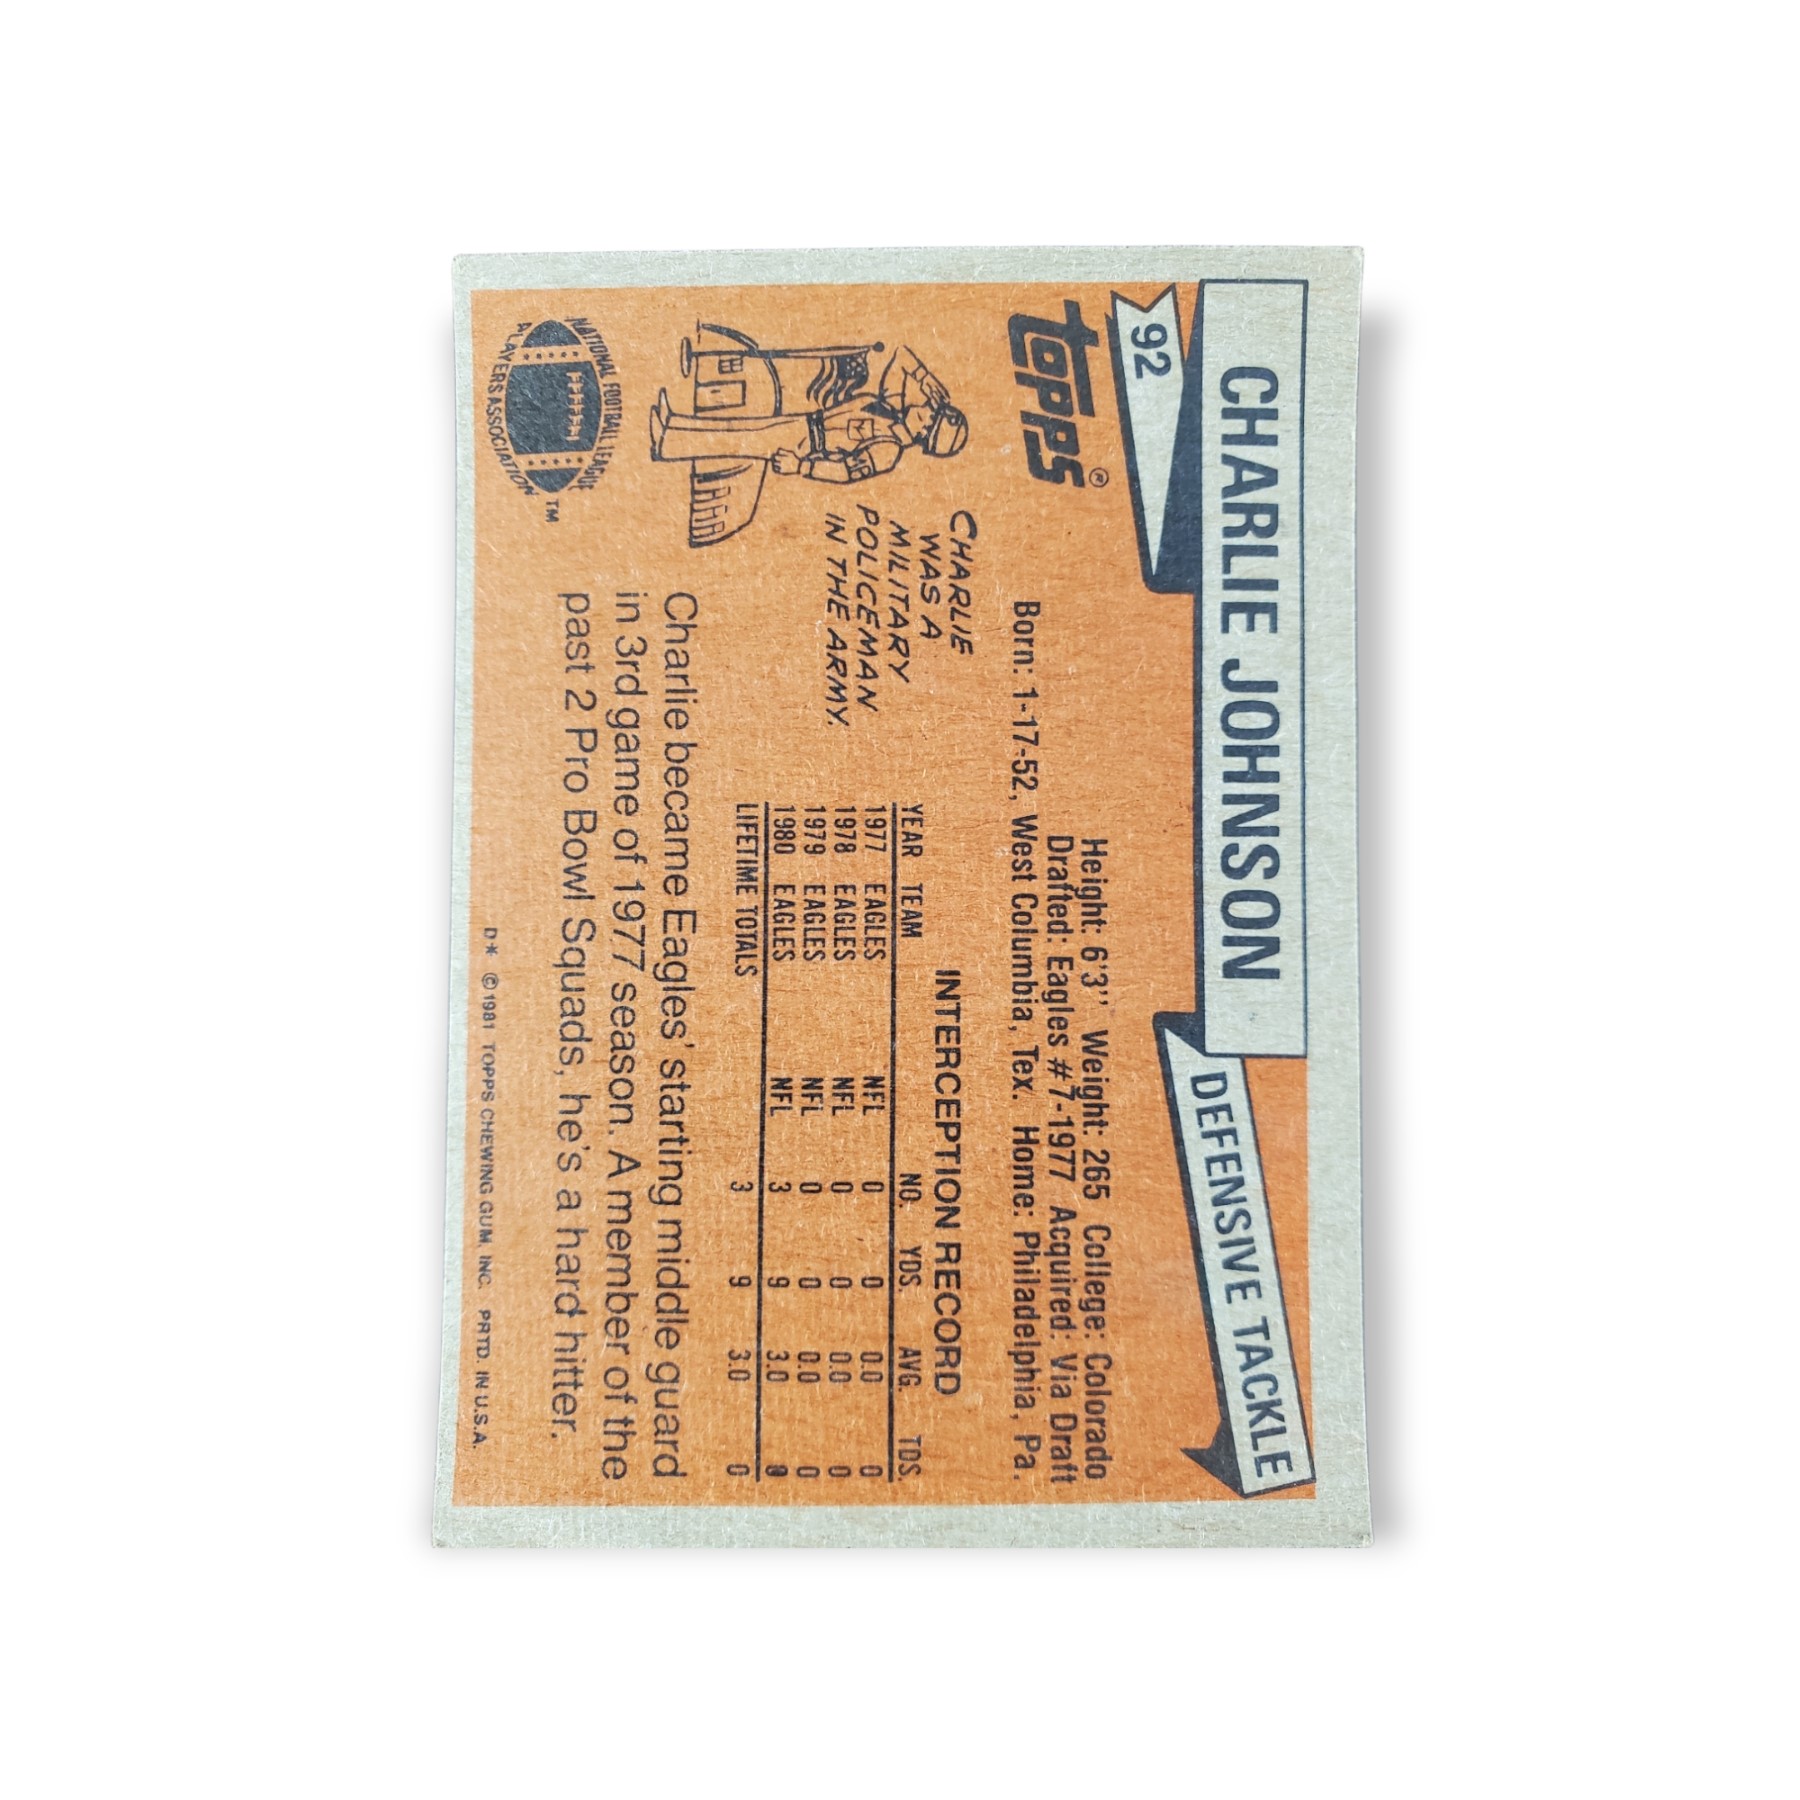 CHARLIE JOHNSON
DEFENSIVE TACKLE
92
TOPPS®
Height: 6'3'' Weight: 265 College: Colorado
Drafted: Eagles #7-1977 Acquired: Via Draft
Born: 1-17-52, West Columbia, Tex. Home: Philadelphia, Pa.
CHARLIE
WAS A
MILITARY
POLICEMAN
IN THE ARMY.
MP
INTERCEPTION RECORD
YEAR TEAM NO. YDS. AVG. TDS.
1977 EAGLES NFL 0 0 0.0 0
1978 EAGLES NFL 0 0 0.0 0
1979 EAGLES NFL 0 0 0.0 0
1980 EAGLES NFL 3 9 3.0 0
LIFETIME TOTALS 3 9 3.0 0
Charlie became Eagles' starting middle guard
in 3rd game of 1977 season. A member of the
past 2 Pro Bowl Squads, he's a hard hitter.
NATIONAL FOOTBALL LEAGUE
PLAYERS ASSOCIATION
TM
D* © 1981 TOPPS CHEWING GUM, INC. PRTD. IN U.S.A.